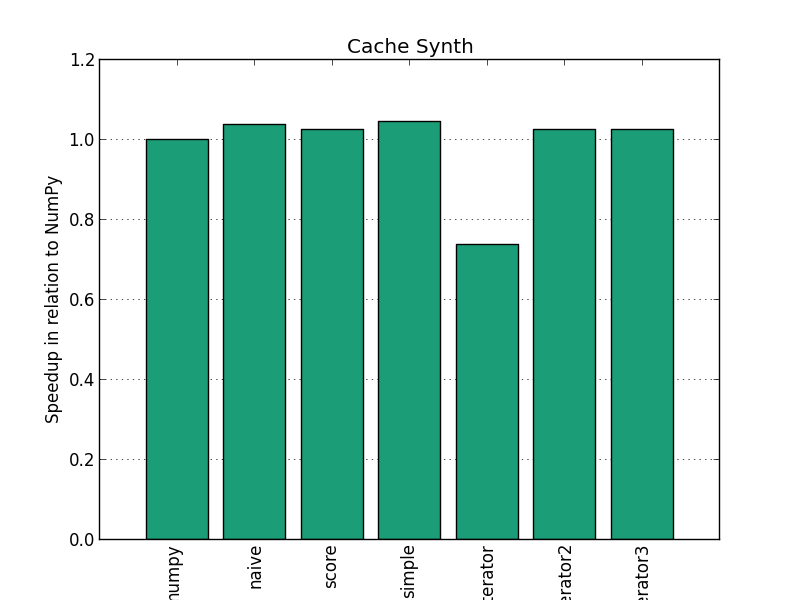 Cache Synth
Speedup in relation to NumPy
1.2
1.0
0.8
0.6
0.4
0.2
0.0
numpy
naive
score
simple
terator
erator2
erator3